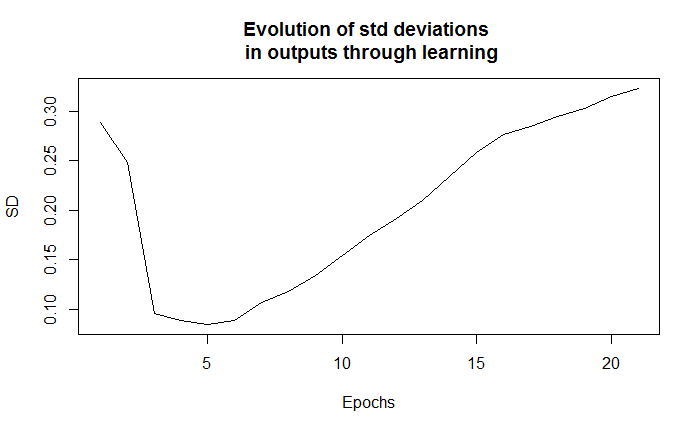 Evolution of std deviations
in outputs through learning
SD
0.30
0.25
0.20
0.15
0.10
5 10 15 20
Epochs